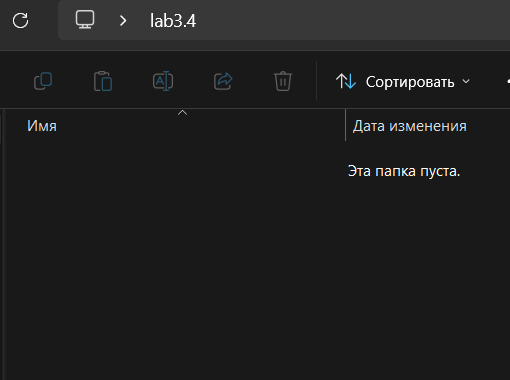 lab3.4
Сортировать
Имя
Дата изменения
Эта папка пуста.